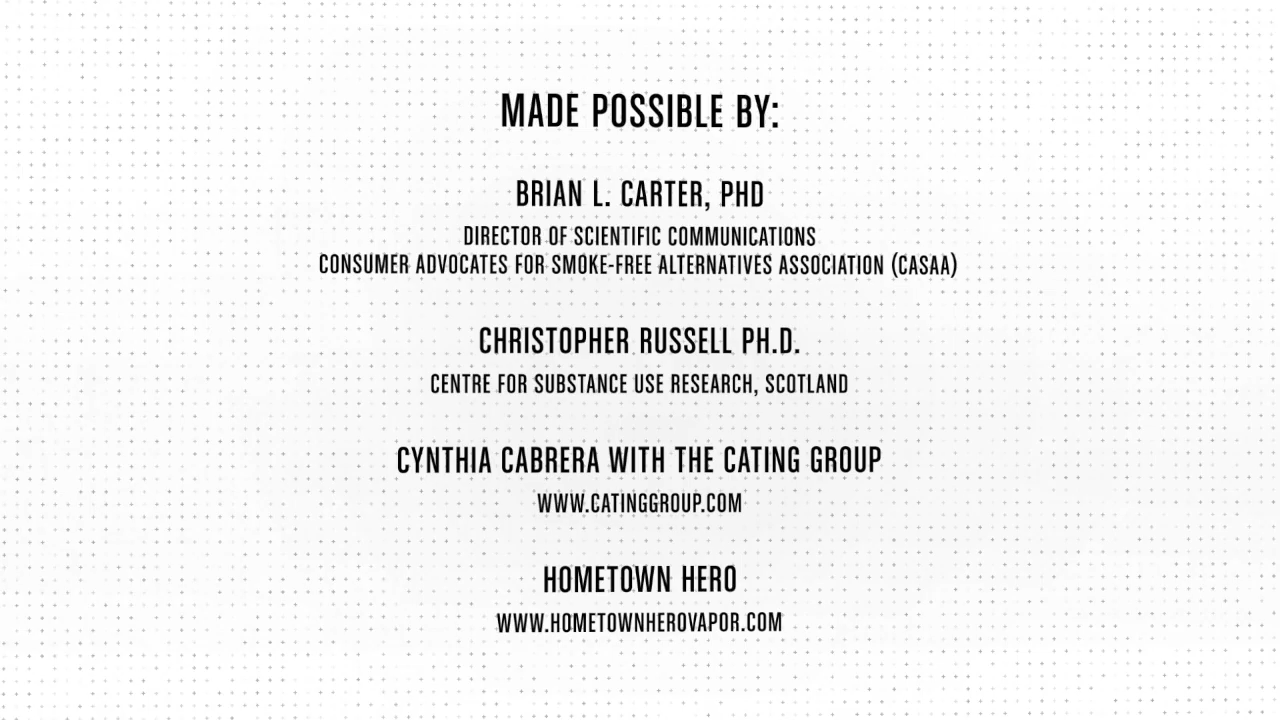 MADE POSSIBLE BY:
BRIAN L. CARTER, PHD
DIRECTOR OF SCIENTIFIC COMMUNICATIONS
CONSUMER ADVOCATES FOR SMOKE-FREE ALTERNATIVES ASSOCIATION (CASAA)
CHRISTOPHER RUSSELL PH.D.
CENTRE FOR SUBSTANCE USE RESEARCH, SCOTLAND
CYNTHIA CABRERA WITH THE CATING GROUP
WWW.CATINGGROUP.COM
HOMETOWN HERO
WWW.HOMETOWNHEROVAPOR.COM